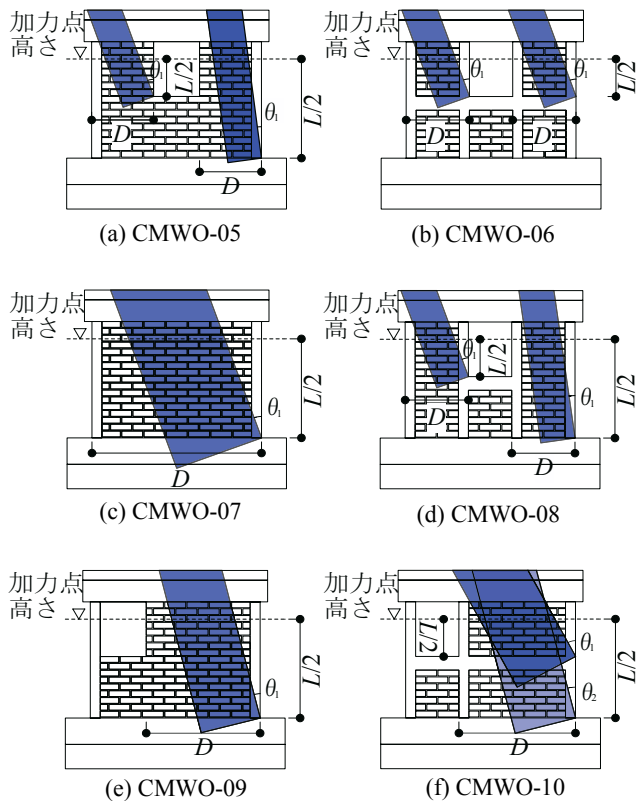 加力点
高さ
θ1
L/2
θ1
L/2
D
D
(a) CMWO-05
加力点
高さ
θ1
θ1
L/2
D
D
(b) CMWO-06
加力点
高さ
L/2
θ1
D
(c) CMWO-07
加力点
高さ
θ1
L/2
L/2
D
θ1
D
(d) CMWO-08
加力点
高さ
L/2
θ1
D
(e) CMWO-09
加力点
高さ
L/2
θ1
L/2
θ2
D
(f) CMWO-10